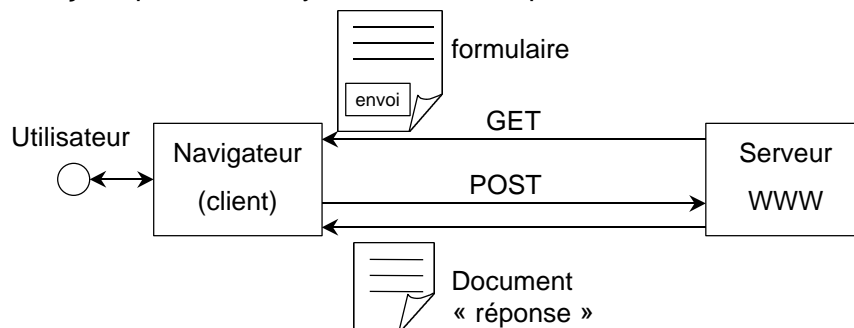 formulaire
envoi
GET
Utilisateur
Navigateur
(client)
Serveur
WWW
POST
Document
« réponse »